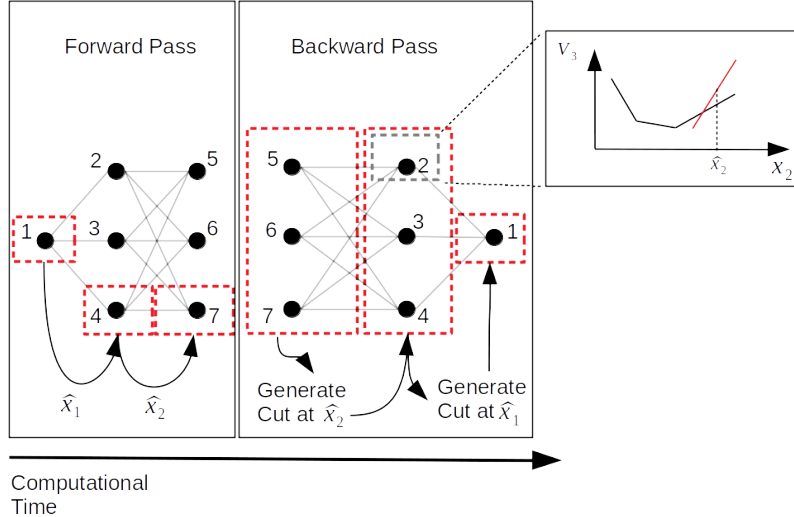 Forward Pass
Backward Pass
V₃
x̂₂
x₂
2
5
1
3
6
4
7
x̂₁
x̂₂
5
2
6
3
1
7
4
Generate
Cut at x̂₂
Generate
Cut at x̂₁
Computational
Time